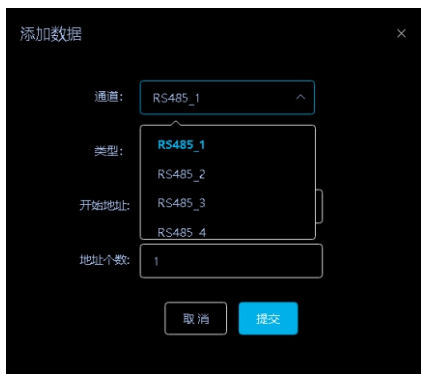 添加数据
通道: RS485_1
类型: RS485_1
RS485_2
开始地址: RS485_3
RS485_4
地址个数: 1
取消 提交